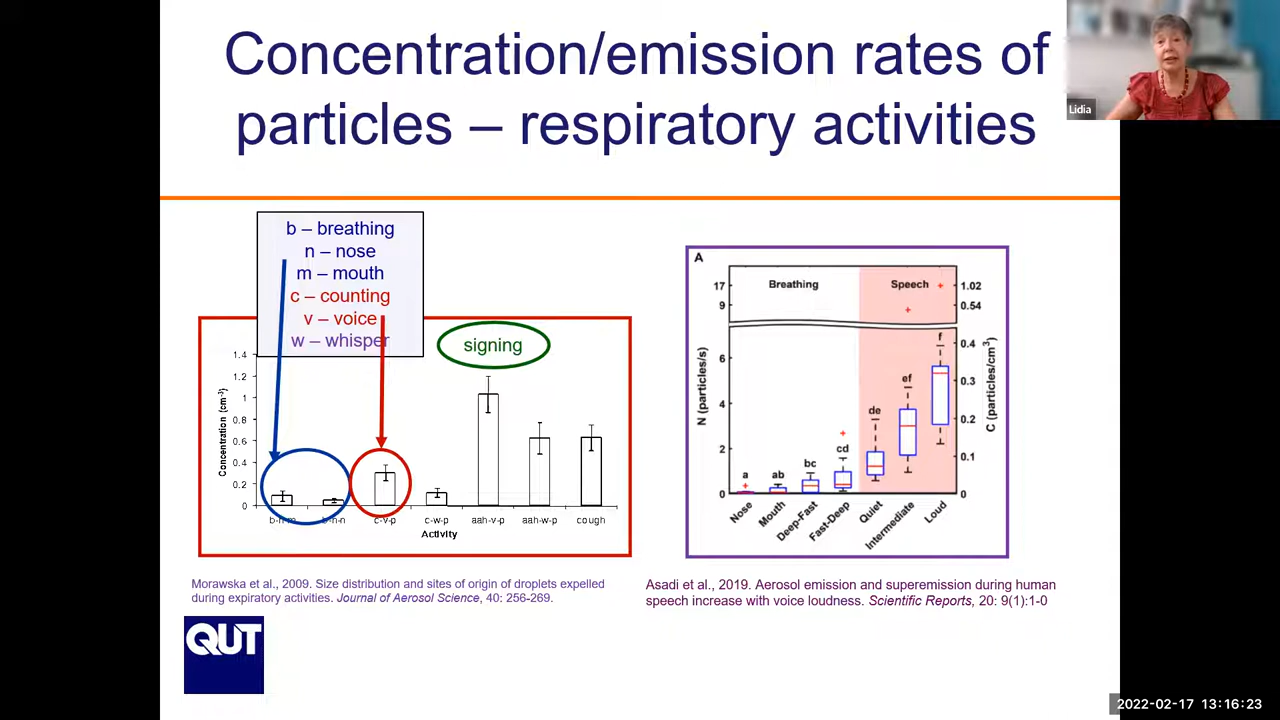 Concentration/emission rates of
particles – respiratory activities
Lidia
b – breathing
n – nose
m – mouth
c – counting
v – voice
w – whisper
signing
1.4
1.2
1
0.8
0.6
0.4
0.2
0
Concentration (cm⁻³)
b-n-m
b-n-n
c-v-p
c-w-p
aah-v-p
aah-w-p
cough
Activity
A
Breathing
Speech
17
9
6
4
2
0
N (particles/s)
1.02
0.54
0.4
0.3
0.2
0.1
0
C (particles/cm³)
a
ab
bc
cd
de
ef
f
Nose
Mouth
Deep-Fast
Fast-Deep
Quiet
Intermediate
Loud
Morawska et al., 2009. Size distribution and sites of origin of droplets expelled
during expiratory activities. Journal of Aerosol Science, 40: 256-269.
Asadi et al., 2019. Aerosol emission and superemission during human
speech increase with voice loudness. Scientific Reports, 20: 9(1):1-0
QUT
2022-02-17 13:16:23